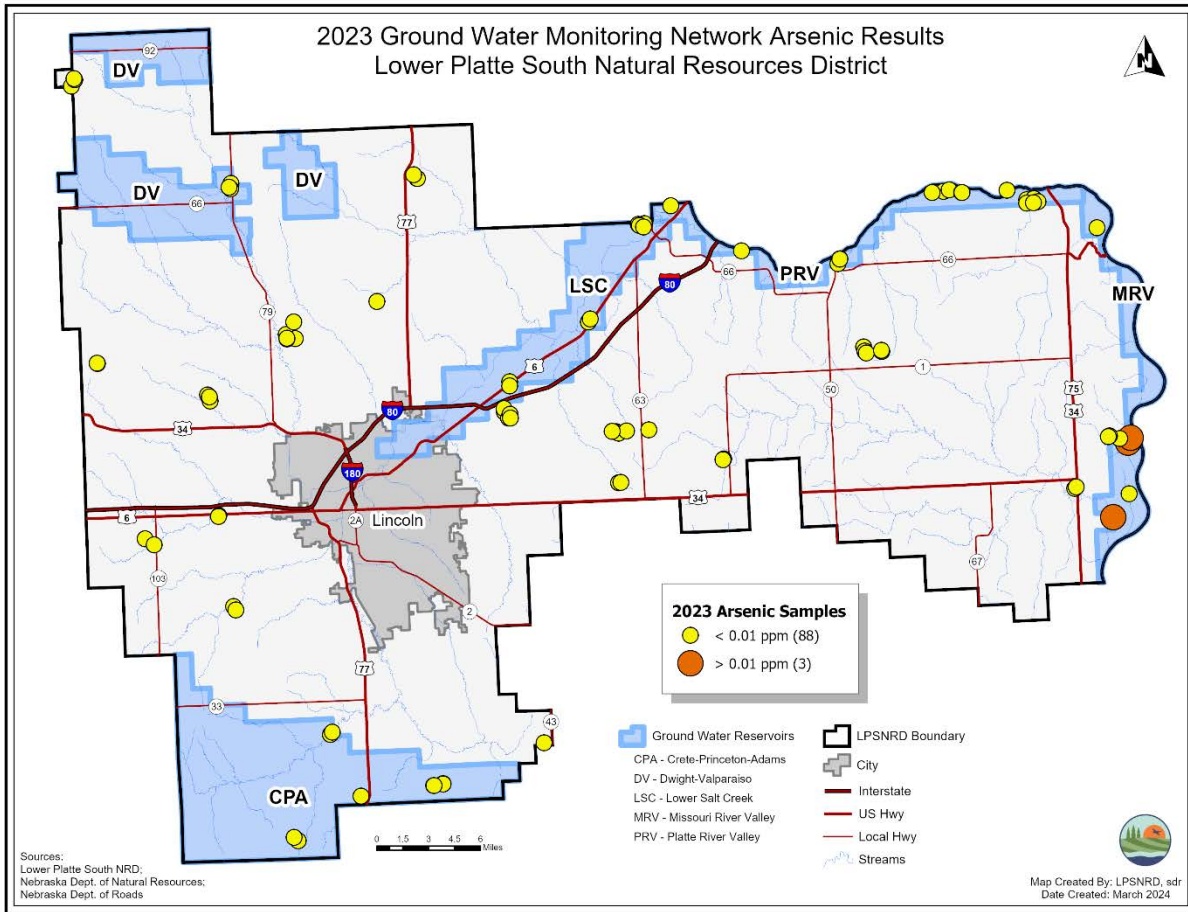 2023 Ground Water Monitoring Network Arsenic Results
Lower Platte South Natural Resources District
N
92
DV
DV
DV
66
77
79
LSC
80
66
PRV
66
MRV
6
63
50
1
75
34
34
80
180
Lincoln
2A
6
34
103
2
67
77
33
43
CPA
2023 Arsenic Samples
< 0.01 ppm (88)
> 0.01 ppm (3)
Ground Water Reservoirs
CPA - Crete-Princeton-Adams
DV - Dwight-Valparaiso
LSC - Lower Salt Creek
MRV - Missouri River Valley
PRV - Platte River Valley
LPSNRD Boundary
City
Interstate
US Hwy
Local Hwy
Streams
0 1.5 3 4.5 6
Miles
Sources:
Lower Platte South NRD;
Nebraska Dept. of Natural Resources;
Nebraska Dept. of Roads
Map Created By: LPSNRD, sdr
Date Created: March 2024